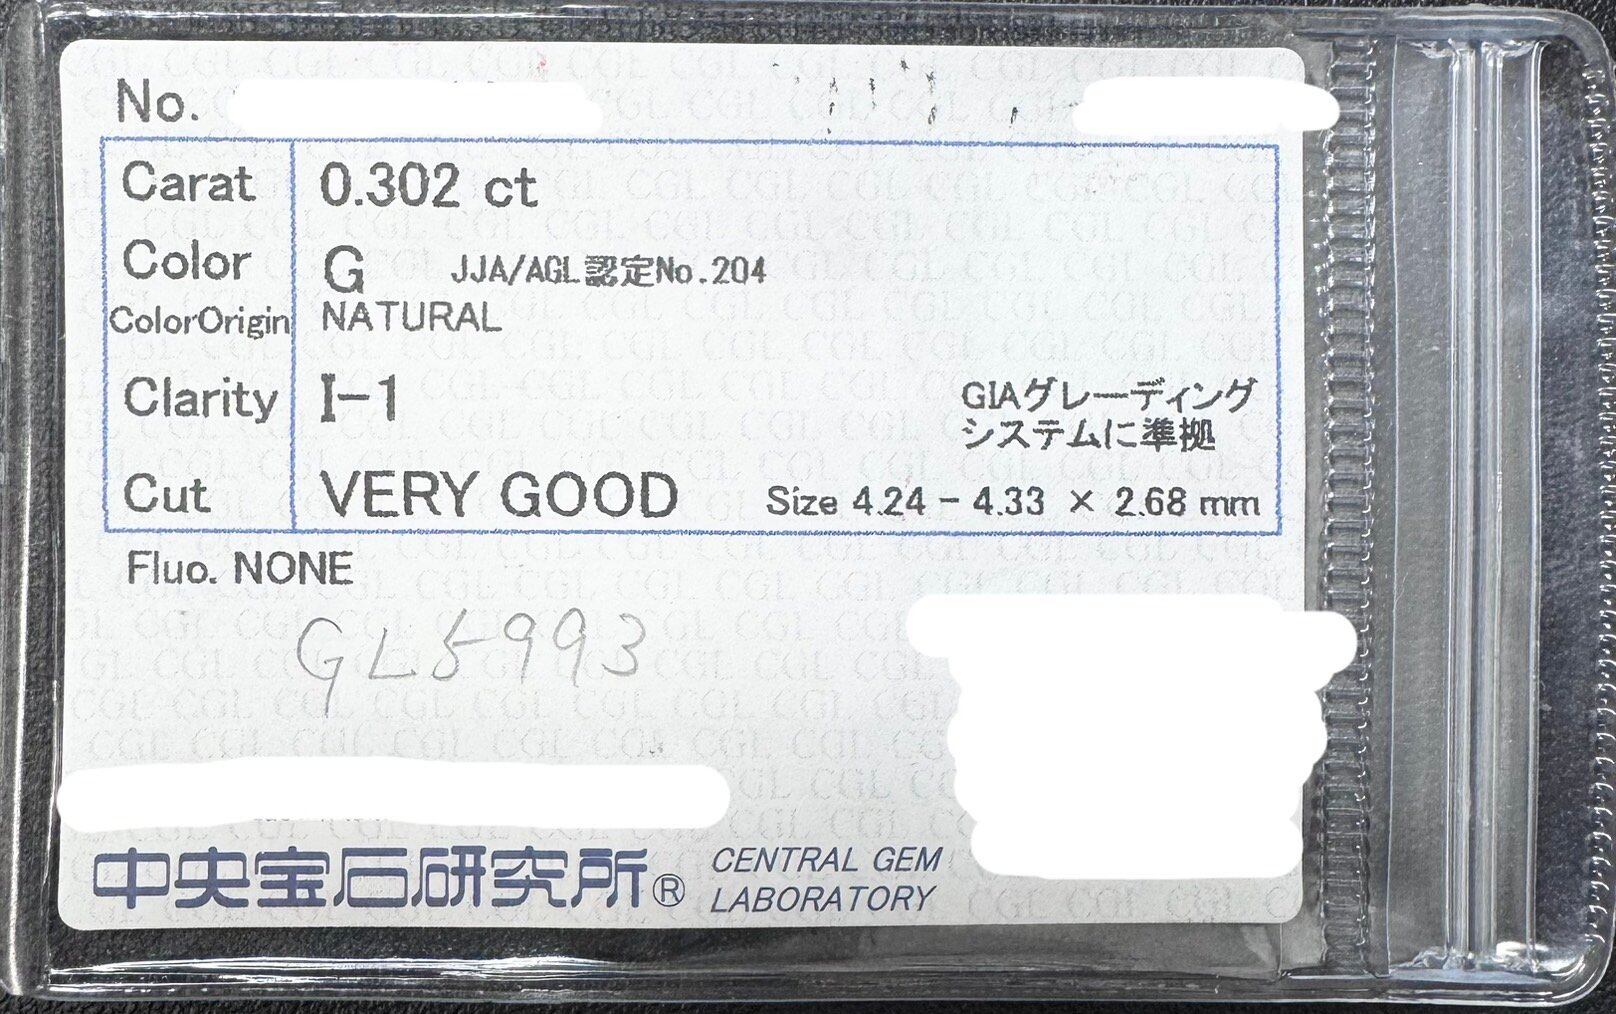 No.
Carat 0.302 ct
Color G JJA/AGL認定No.204
ColorOrigin NATURAL
Clarity I-1 GIAグレーディング
システムに準拠
Cut VERY GOOD Size 4.24 - 4.33 × 2.68 mm
Fluo. NONE
GL5993
中央宝石研究所® CENTRAL GEM
LABORATORY